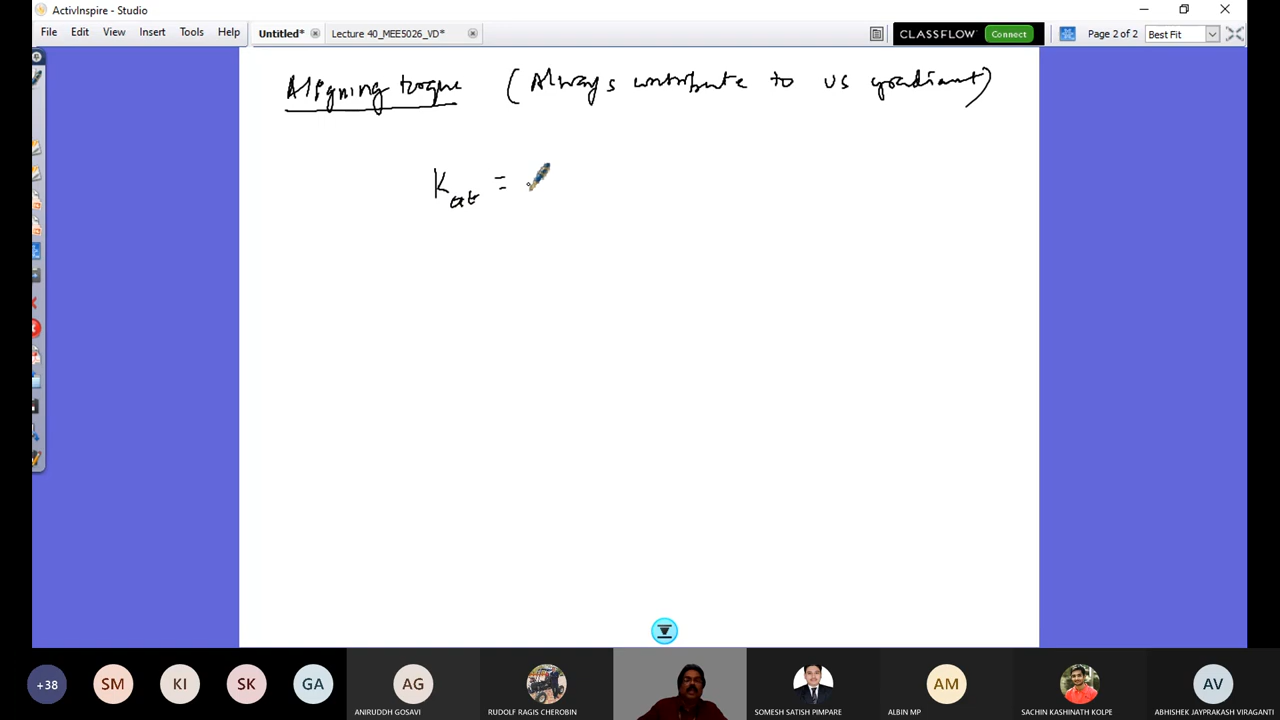 ActivInspire - Studio
File Edit View Insert Tools Help
Untitled*
Lecture 40_MEE5026_VD*
CLASSFLOW
Connect
Page 2 of 2
Best Fit
Aligning torque (Always contribute to US gradiant)
Kat =
+38
SM
KI
SK
GA
AG
AM
AV
ANIRUDDH GOSAVI
RUDOLF RAGIS CHEROBIN
SOMESH SATISH PIMPARE
ALBIN MP
SACHIN KASHINATH KOLPE
ABHISHEK JAYPRAKASH VIRAGANTI